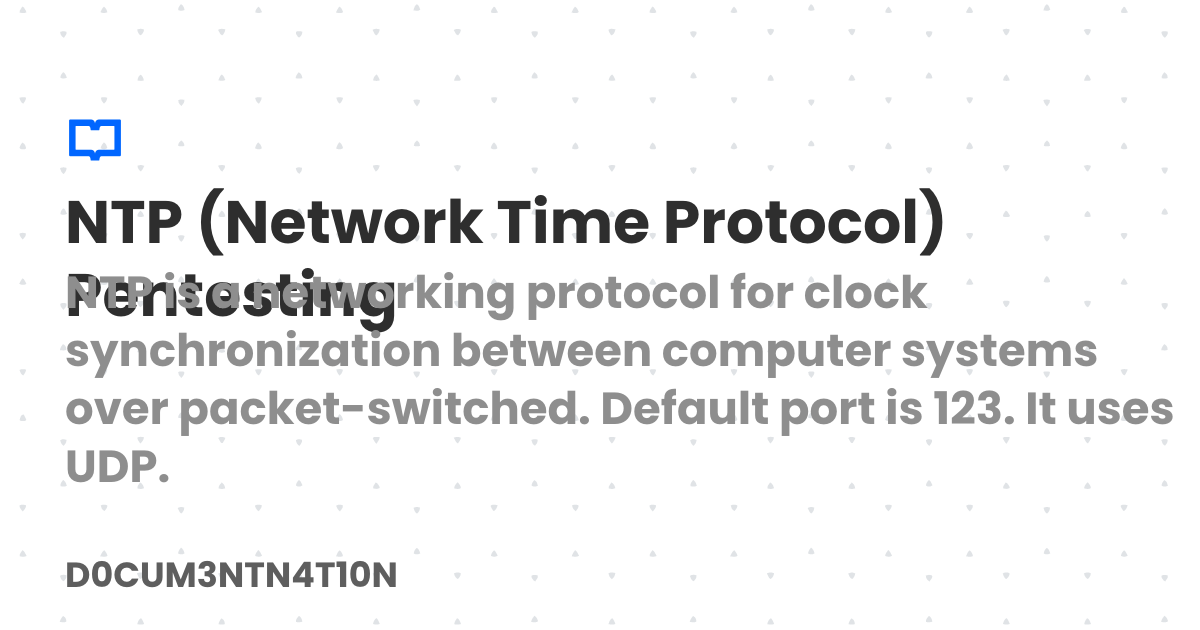 NTP (Network Time Protocol)
Pentesting
NTP is a networking protocol for clock
synchronization between computer systems
over packet-switched. Default port is 123. It uses
UDP.
D0CUM3NTN4T10N